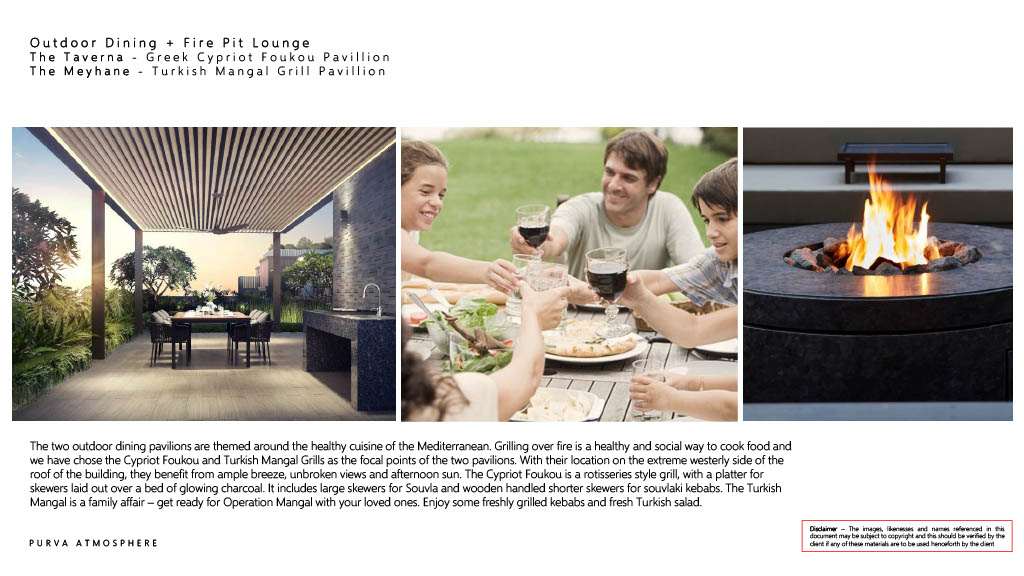 Outdoor Dining + Fire Pit Lounge
The Taverna - Greek Cypriot Foukou Pavillion
The Meyhane - Turkish Mangal Grill Pavillion
The two outdoor dining pavilions are themed around the healthy cuisine of the Mediterranean. Grilling over fire is a healthy and social way to cook food and
we have chose the Cypriot Foukou and Turkish Mangal Grills as the focal points of the two pavilions. With their location on the extreme westerly side of the
roof of the building, they benefit from ample breeze, unbroken views and afternoon sun. The Cypriot Foukou is a rotisseries style grill, with a platter for
skewers laid out over a bed of glowing charcoal. It includes large skewers for Souvla and wooden handled shorter skewers for souvlaki kebabs. The Turkish
Mangal is a family affair – get ready for Operation Mangal with your loved ones. Enjoy some freshly grilled kebabs and fresh Turkish salad.
Disclaimer – The images, likenesses and names referenced in this
document may be subject to copyright and this should be verified by the
client if any of these materials are to be used henceforth by the client
PURVA ATMOSPHERE